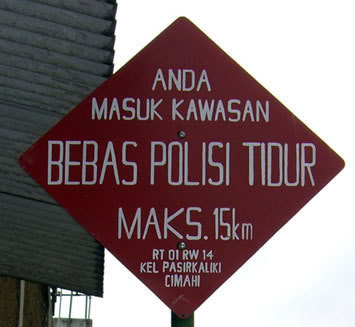 ANDA
MASUK KAWASAN
BEBAS POLISI TIDUR
MAKS. 15km
RT 01 RW 14
KEL PASIRKALIKI
CIMAHI